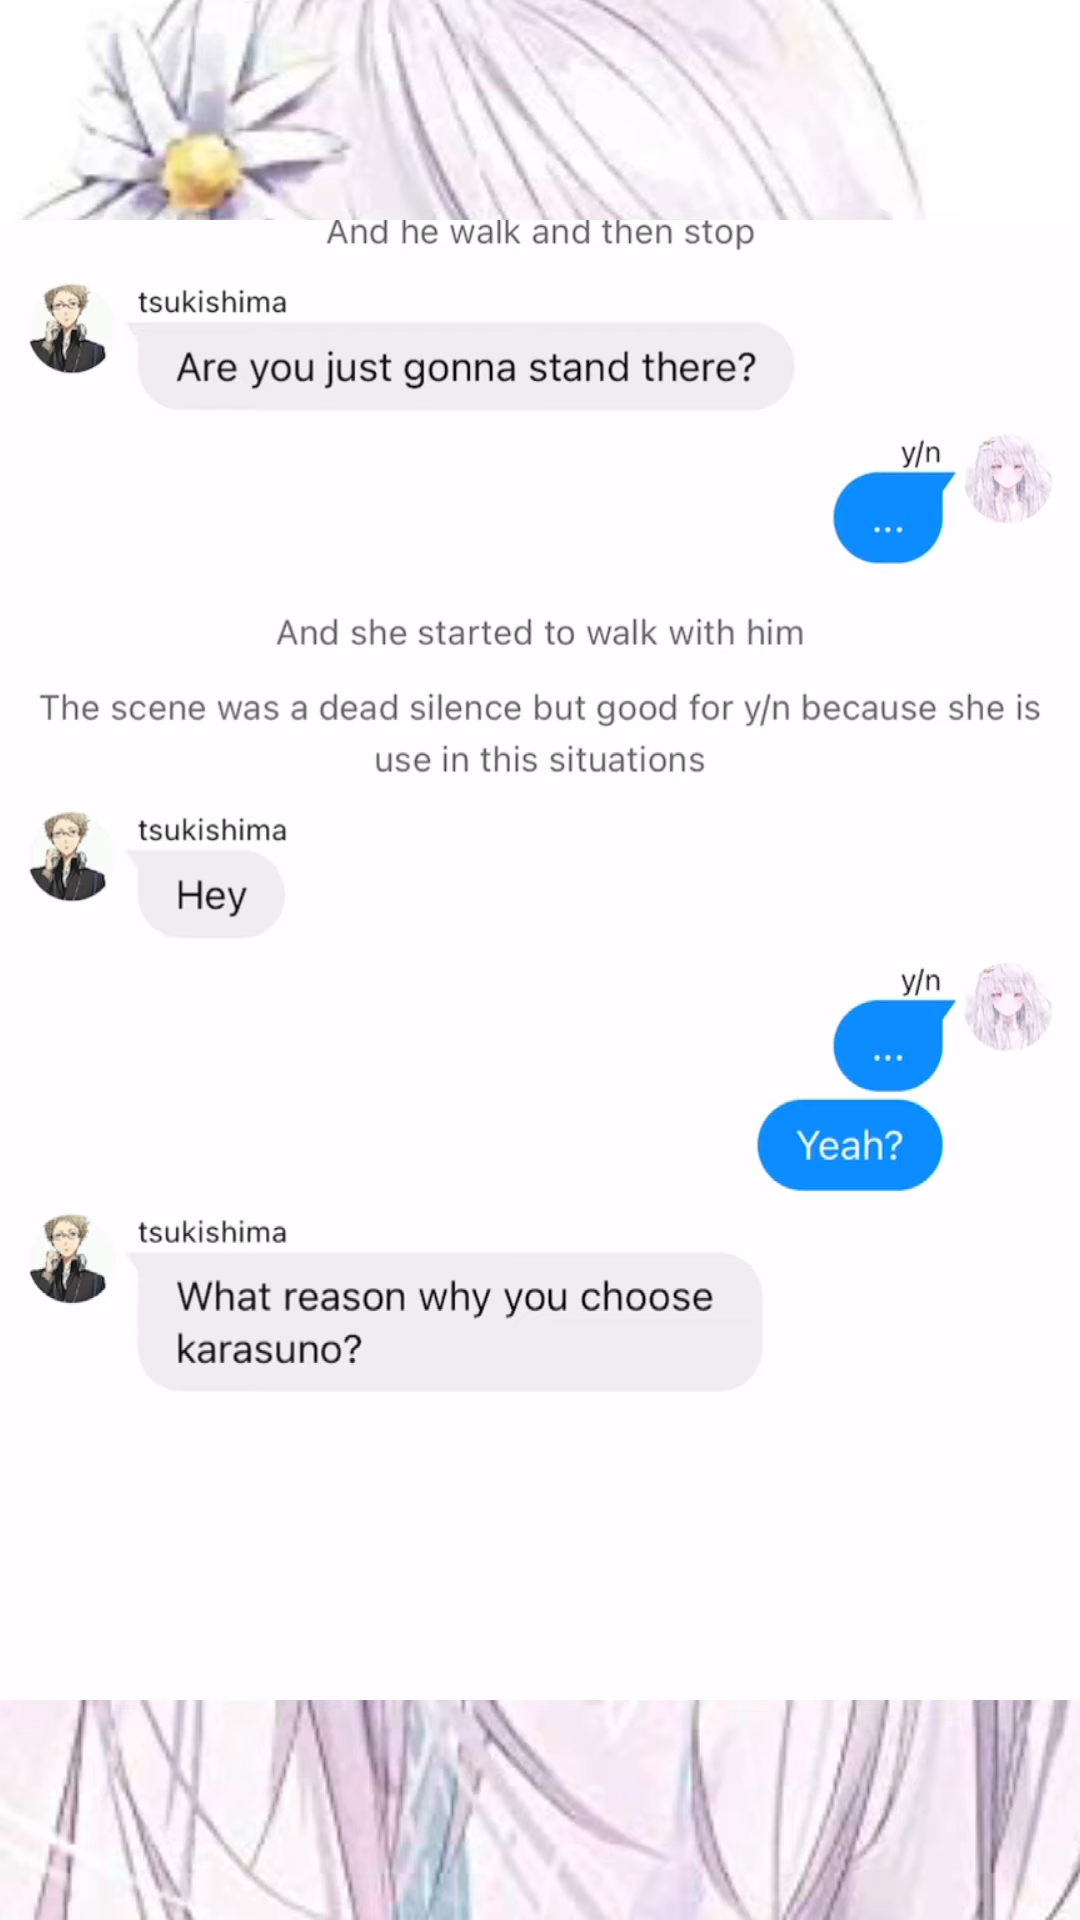 And he walk and then stop
tsukishima
Are you just gonna stand there?
y/n
...
And she started to walk with him
The scene was a dead silence but good for y/n because she is
use in this situations
tsukishima
Hey
y/n
...
Yeah?
tsukishima
What reason why you choose
karasuno?